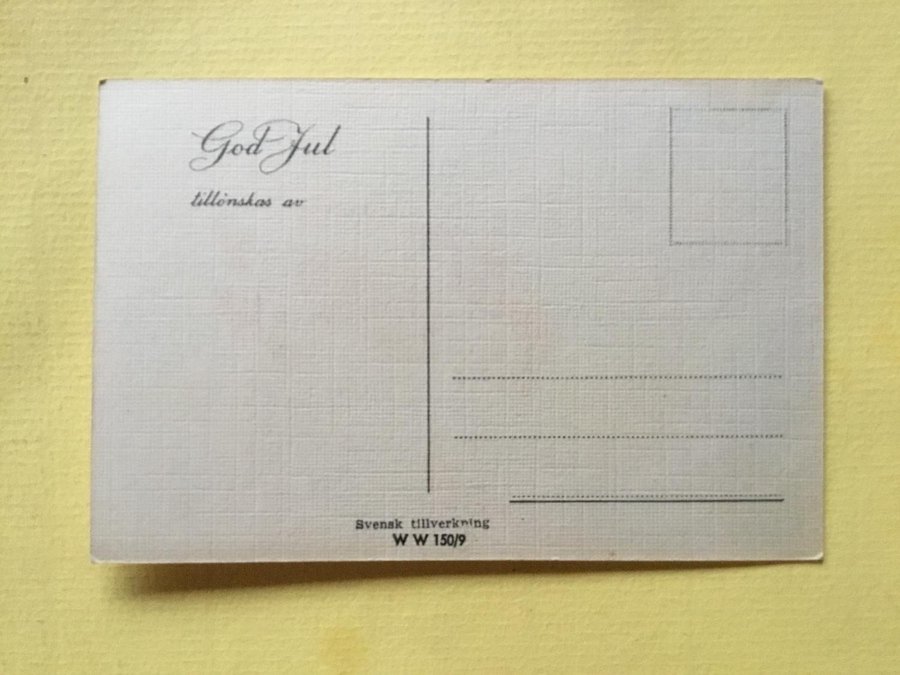 God Jul
tillönskas av
Svensk tillverkning
W W 150/9